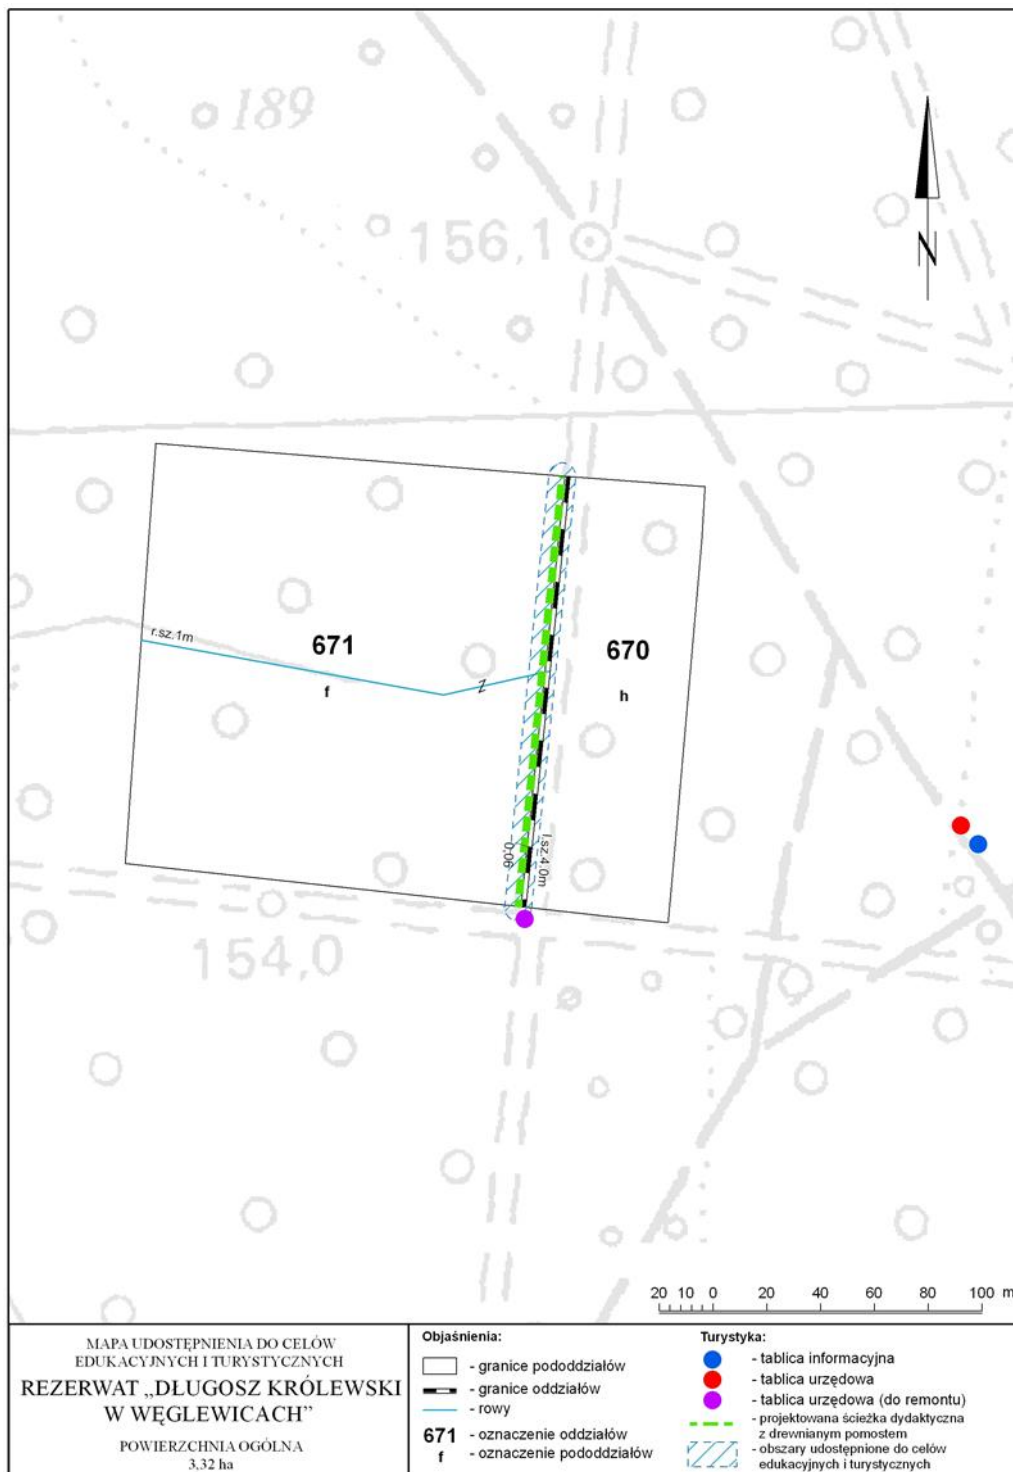 189
156,1
N
r.sz.1m
671
f
N
670
h
0,06
l.sz.4.0m
154,0
20 10 0 20 40 60 80 100 m
MAPA UDOSTĘPNIENIA DO CELÓW
EDUKACYJNYCH I TURYSTYCZNYCH
REZERWAT „DŁUGOSZ KRÓLEWSKI
W WĘGLEWICACH”
POWIERZCHNIA OGÓLNA
3,32 ha
Objaśnienia:
- granice pododdziałów
- granice oddziałów
- rowy
671 - oznaczenie oddziałów
f - oznaczenie pododdziałów
Turystyka:
- tablica informacyjna
- tablica urzędowa
- tablica urzędowa (do remontu)
- projektowana ścieżka dydaktyczna
z drewnianym pomostem
- obszary udostępnione do celów
edukacyjnych i turystycznych